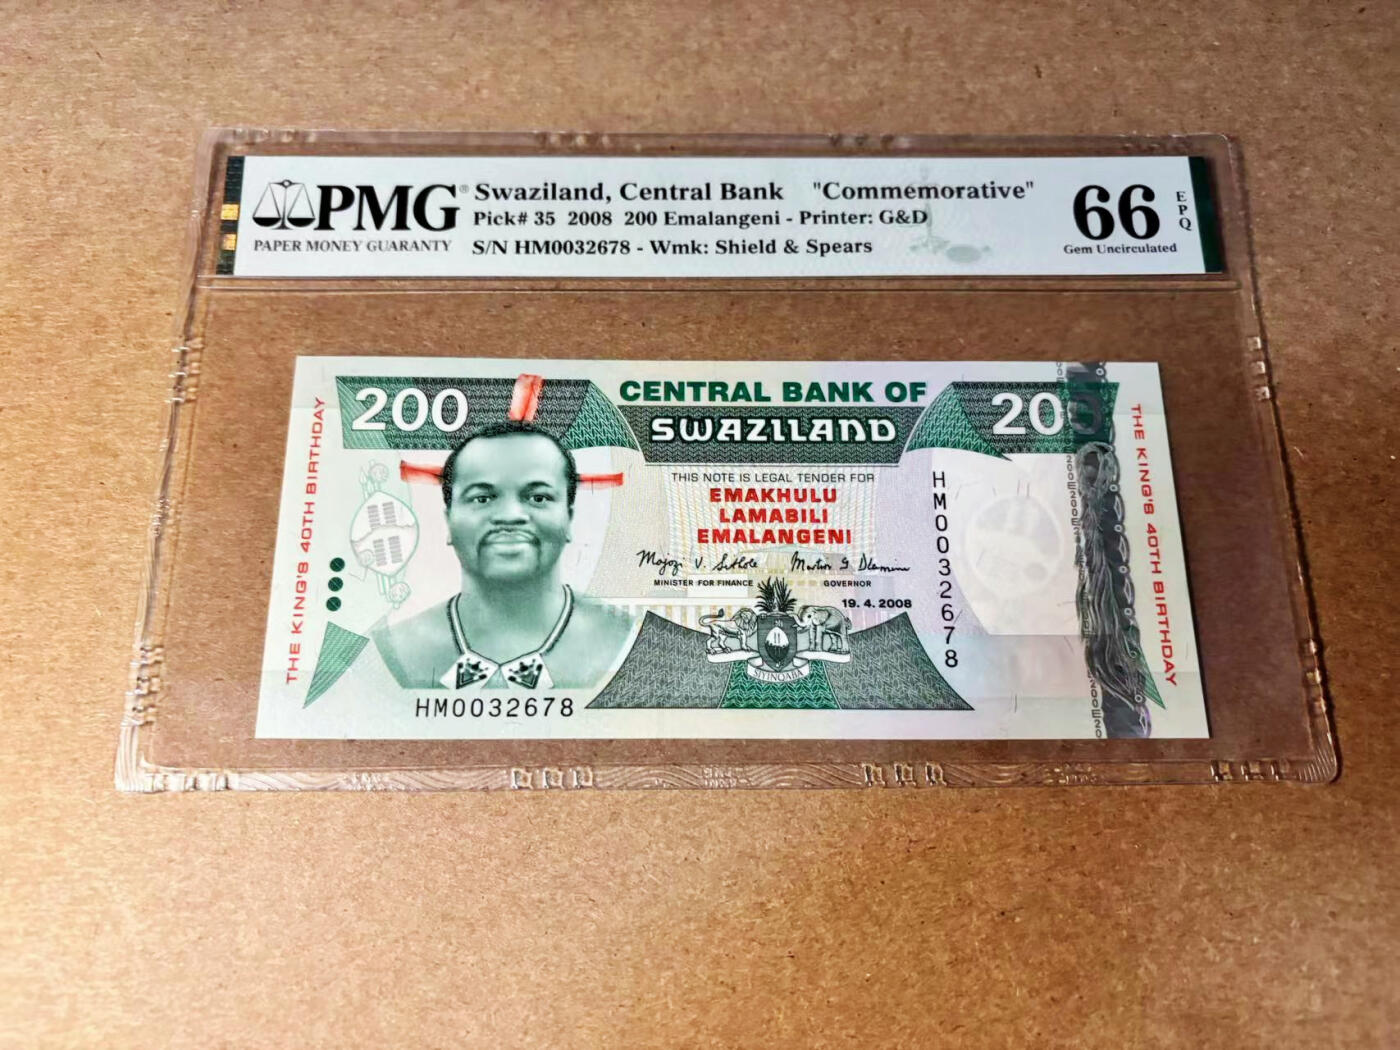 PMG®
PAPER MONEY GUARANTY
Swaziland, Central Bank "Commemorative"
Pick# 35 2008 200 Emalangeni - Printer: G&D
S/N HM0032678 - Wmk: Shield & Spears
66
Gem Uncirculated
EPQ
THE KING'S 40TH BIRTHDAY
200
CENTRAL BANK OF
SWAZILAND
200
THIS NOTE IS LEGAL TENDER FOR
EMAKHULU
LAMABILI
EMALANGENI
MINISTER FOR FINANCE
GOVERNOR
19.4.2008
SIYINQABA
HM0032678
HM0032678
THE KING'S 40TH BIRTHDAY